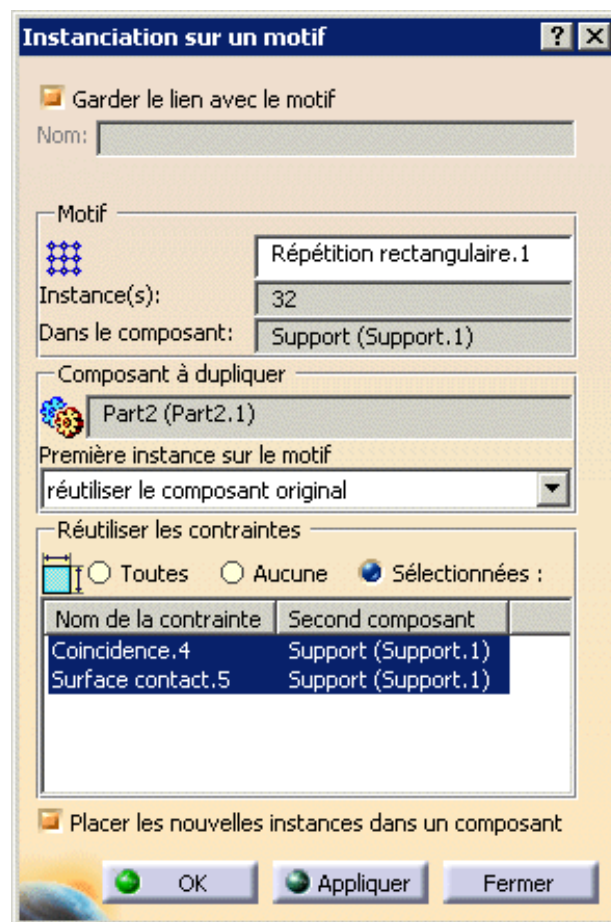 Instanciation sur un motif
Garder le lien avec le motif
Nom:
Motif
Répétition rectangulaire.1
Instance(s): 32
Dans le composant: Support (Support.1)
Composant à dupliquer
Part2 (Part2.1)
Première instance sur le motif
réutiliser le composant original
Réutiliser les contraintes
Toutes Aucune Sélectionnées :
Nom de la contrainte Second composant
Coincidence.4 Support (Support.1)
Surface contact.5 Support (Support.1)
Placer les nouvelles instances dans un composant
OK Appliquer Fermer